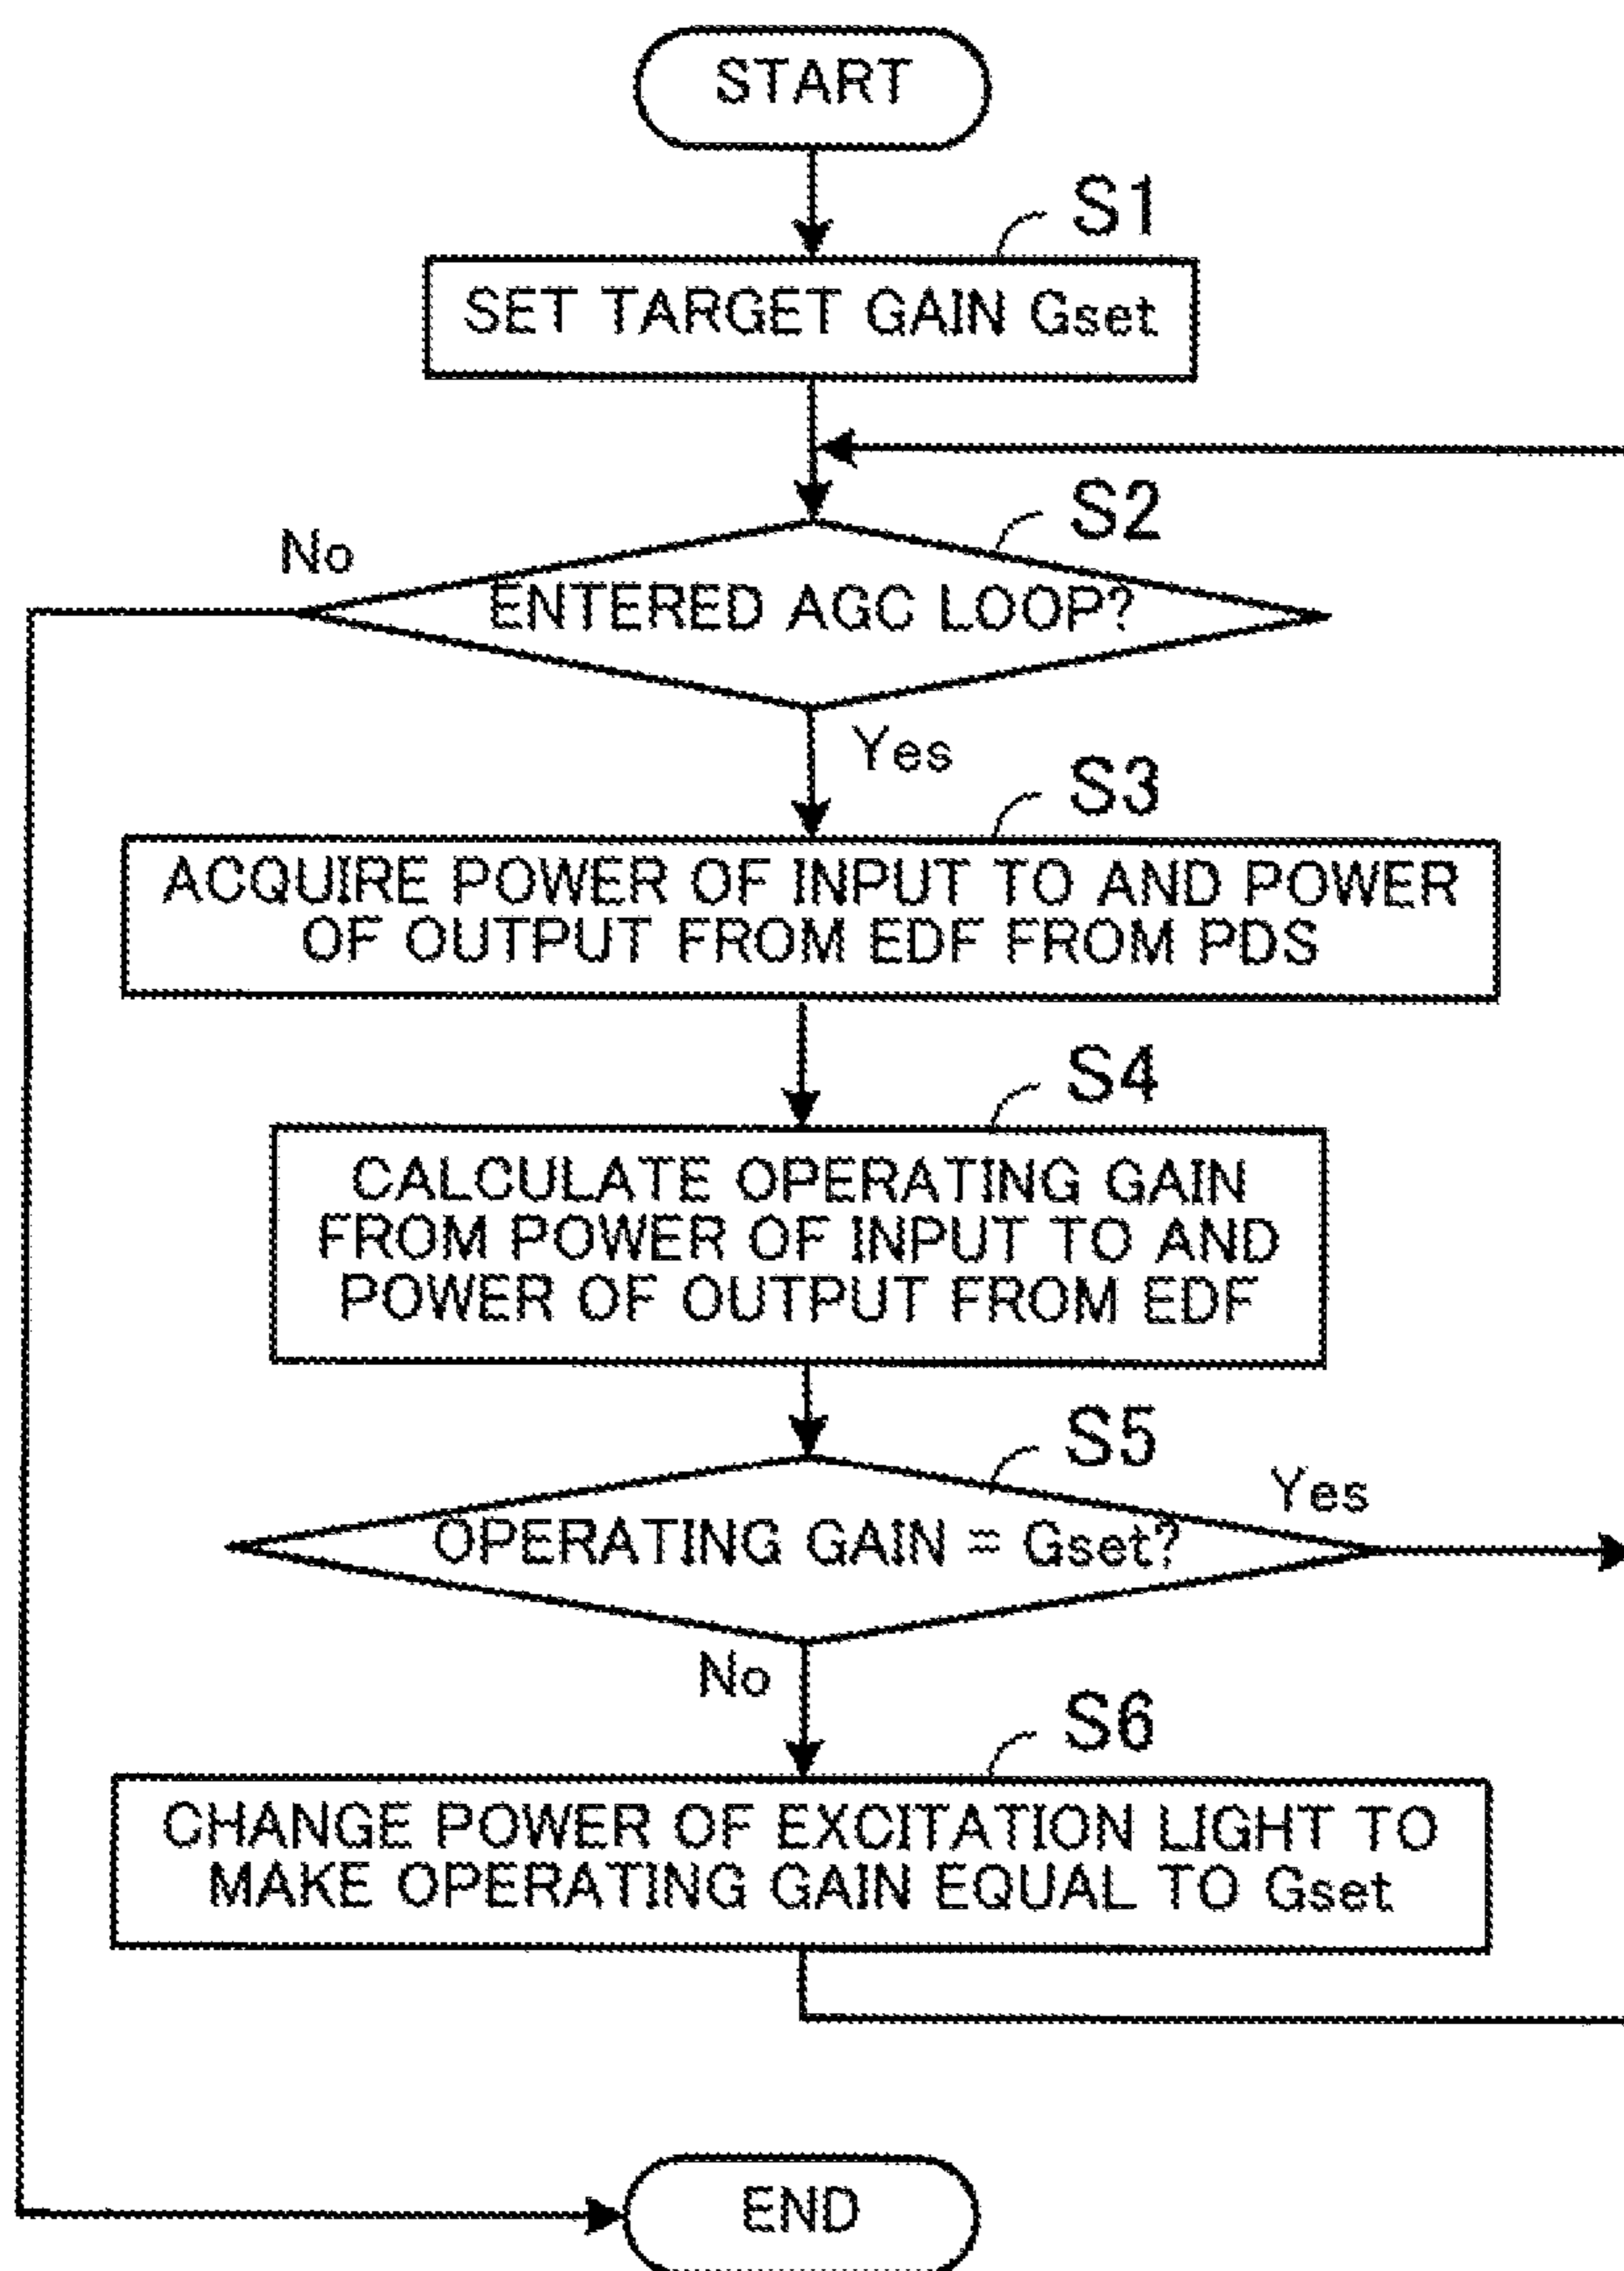 START
S1
SET TARGET GAIN Gset
S2
No
ENTERED AGC LOOP?
Yes
S3
ACQUIRE POWER OF INPUT TO AND POWER
OF OUTPUT FROM EDF FROM PDS
S4
CALCULATE OPERATING GAIN
FROM POWER OF INPUT TO AND
POWER OF OUTPUT FROM EDF
S5
Yes
OPERATING GAIN = Gset?
No
S6
CHANGE POWER OF EXCITATION LIGHT TO
MAKE OPERATING GAIN EQUAL TO Gset
END